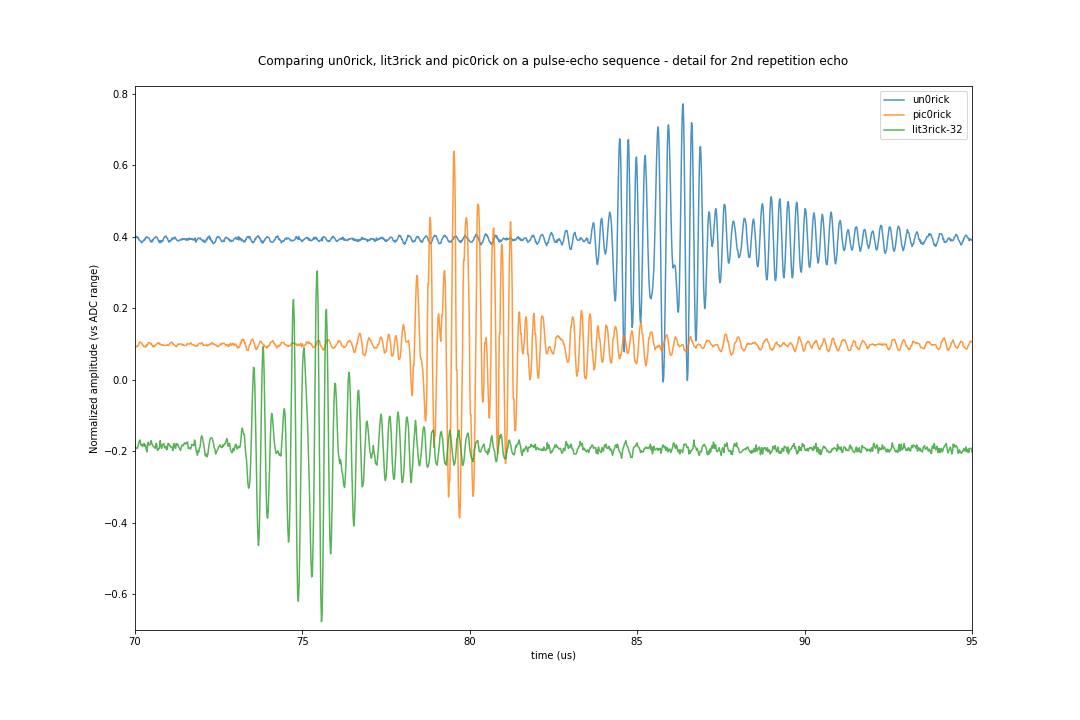 Comparing un0rick, lit3rick and pic0rick on a pulse-echo sequence - detail for 2nd repetition echo
un0rick
pic0rick
lit3rick-32
Normalized amplitude (vs ADC range)
0.8
0.6
0.4
0.2
0.0
−0.2
−0.4
−0.6
70 75 80 85 90 95
time (us)